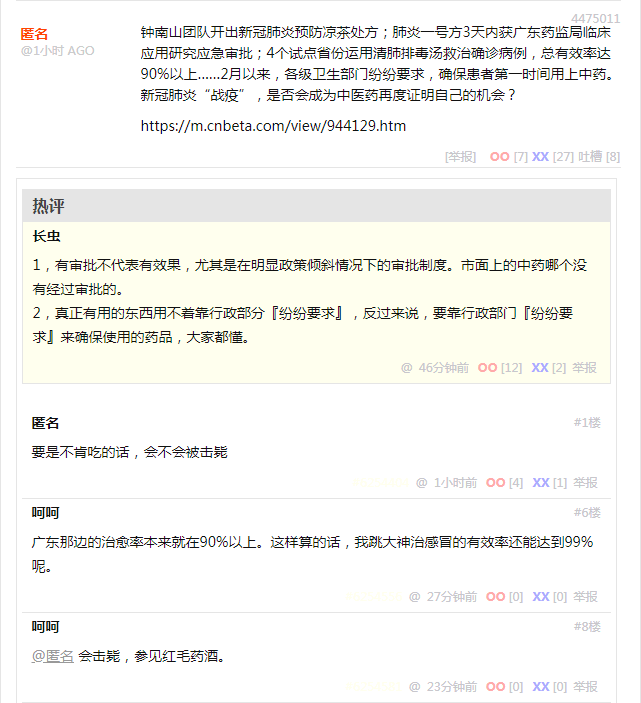 4475011
匿名
@1小时 AGO
钟南山团队开出新冠肺炎预防凉茶处方；肺炎一号方3天内获广东药监局临床
应用研究应急审批；4个试点省份运用清肺排毒汤救治确诊病例，总有效率达
90%以上……2月以来，各级卫生部门纷纷要求，确保患者第一时间用上中药。
新冠肺炎“战疫”，是否会成为中医药再度证明自己的机会？
https://m.cnbeta.com/view/944129.htm
[举报] OO [7] XX [27] 吐槽 [8]
热评
长虫
1，有审批不代表有效果，尤其是在明显政策倾斜情况下的审批制度。市面上的中药哪个没
有经过审批的。
2，真正有用的东西用不着靠行政部分『纷纷要求』，反过来说，要靠行政部门『纷纷要
求』来确保使用的药品，大家都懂。
@ 46分钟前 OO [12] XX [2] 举报
匿名 #1楼
要是不肯吃的话，会不会被击毙
@ 1小时前 OO [4] XX [1] 举报
呵呵 #6楼
广东那边的治愈率本来就在90%以上。这样算的话，我跳大神治感冒的有效率还能达到99%
呢。
@ 27分钟前 OO [0] XX [0] 举报
呵呵 #8楼
@匿名 会击毙，参见红毛药酒。
@ 23分钟前 OO [0] XX [0] 举报